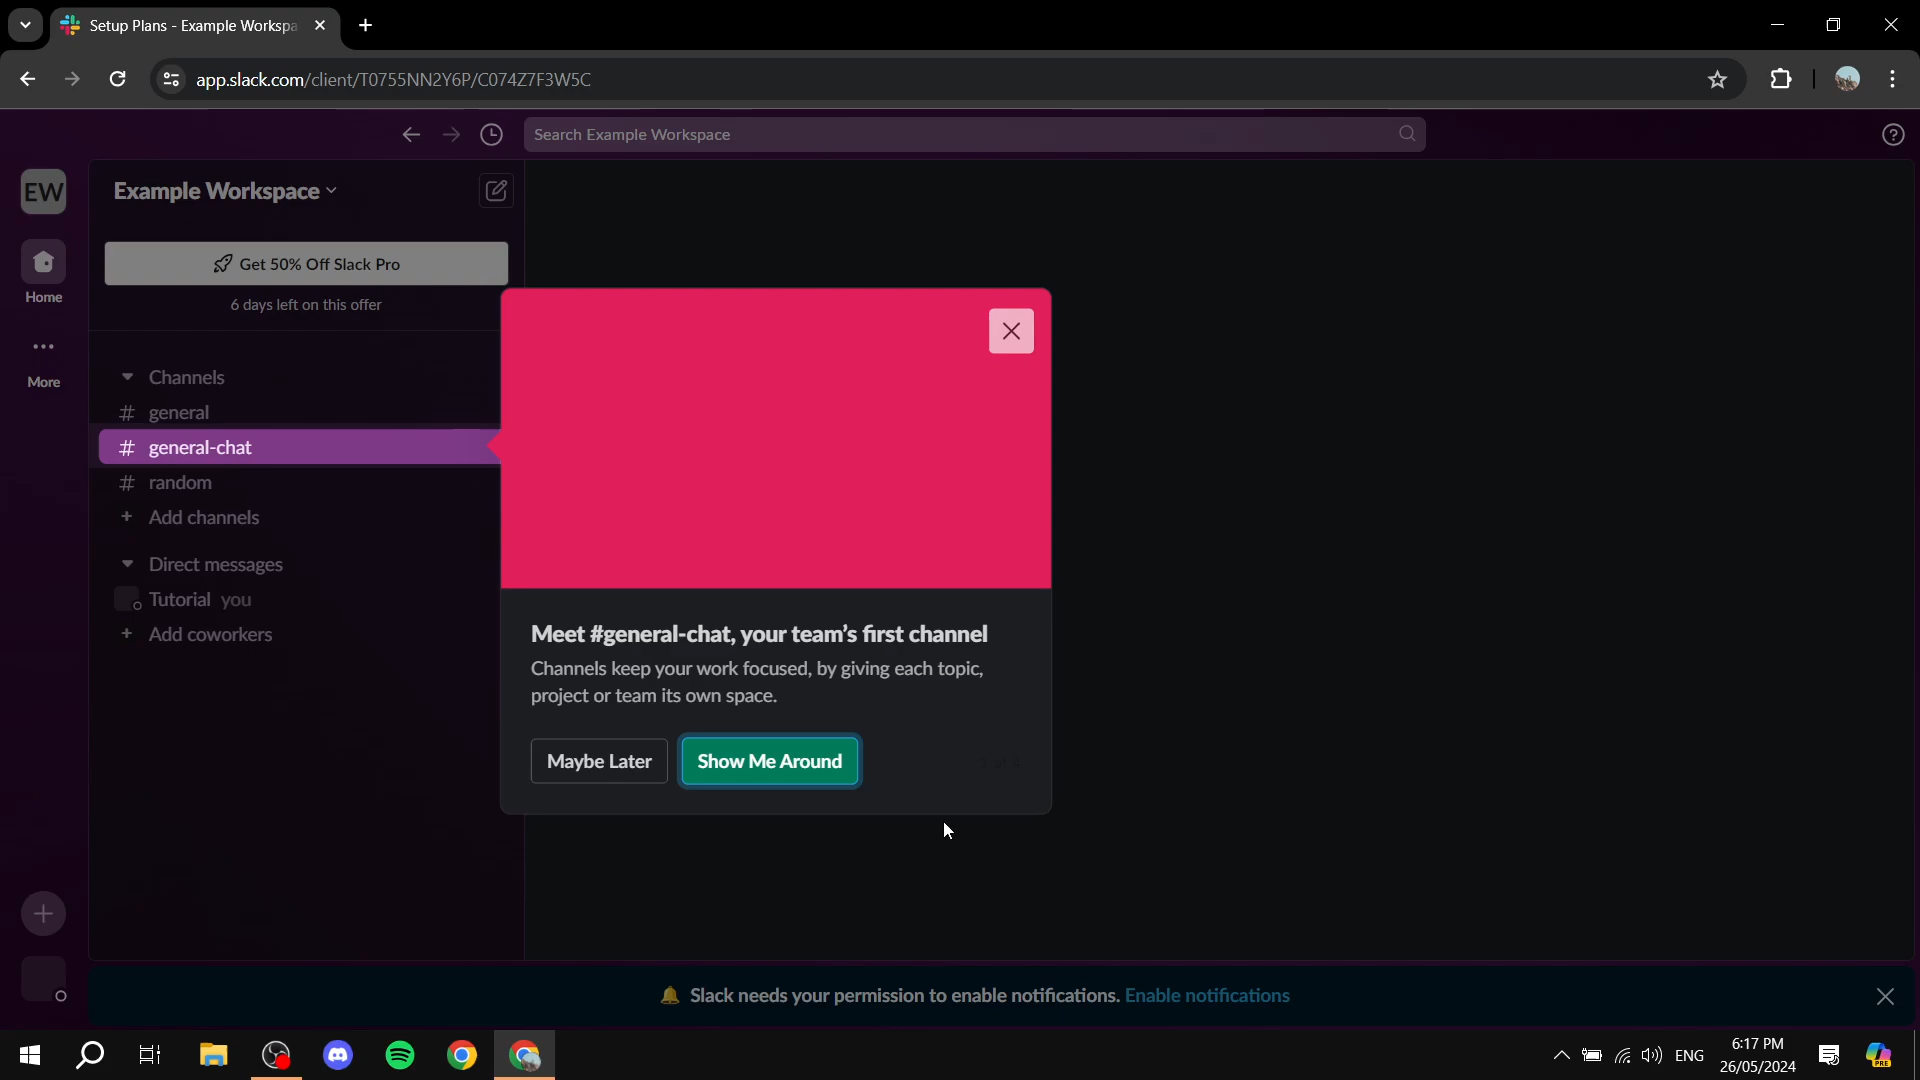 Setup Plans - Example Workspa
app.slack.com/client/T0755NN2Y6P/C074Z7F3W5C
Search Example Workspace
EW
Example Workspace
Get 50% Off Slack Pro
6 days left on this offer
Home
More
Channels
# general
# general-chat
# random
+ Add channels
Direct messages
Tutorial you
+ Add coworkers
Meet #general-chat, your team's first channel
Channels keep your work focused, by giving each topic,
project or team its own space.
Maybe Later
Show Me Around
Slack needs your permission to enable notifications. Enable notifications
ENG
6:17 PM
26/05/2024
PRE